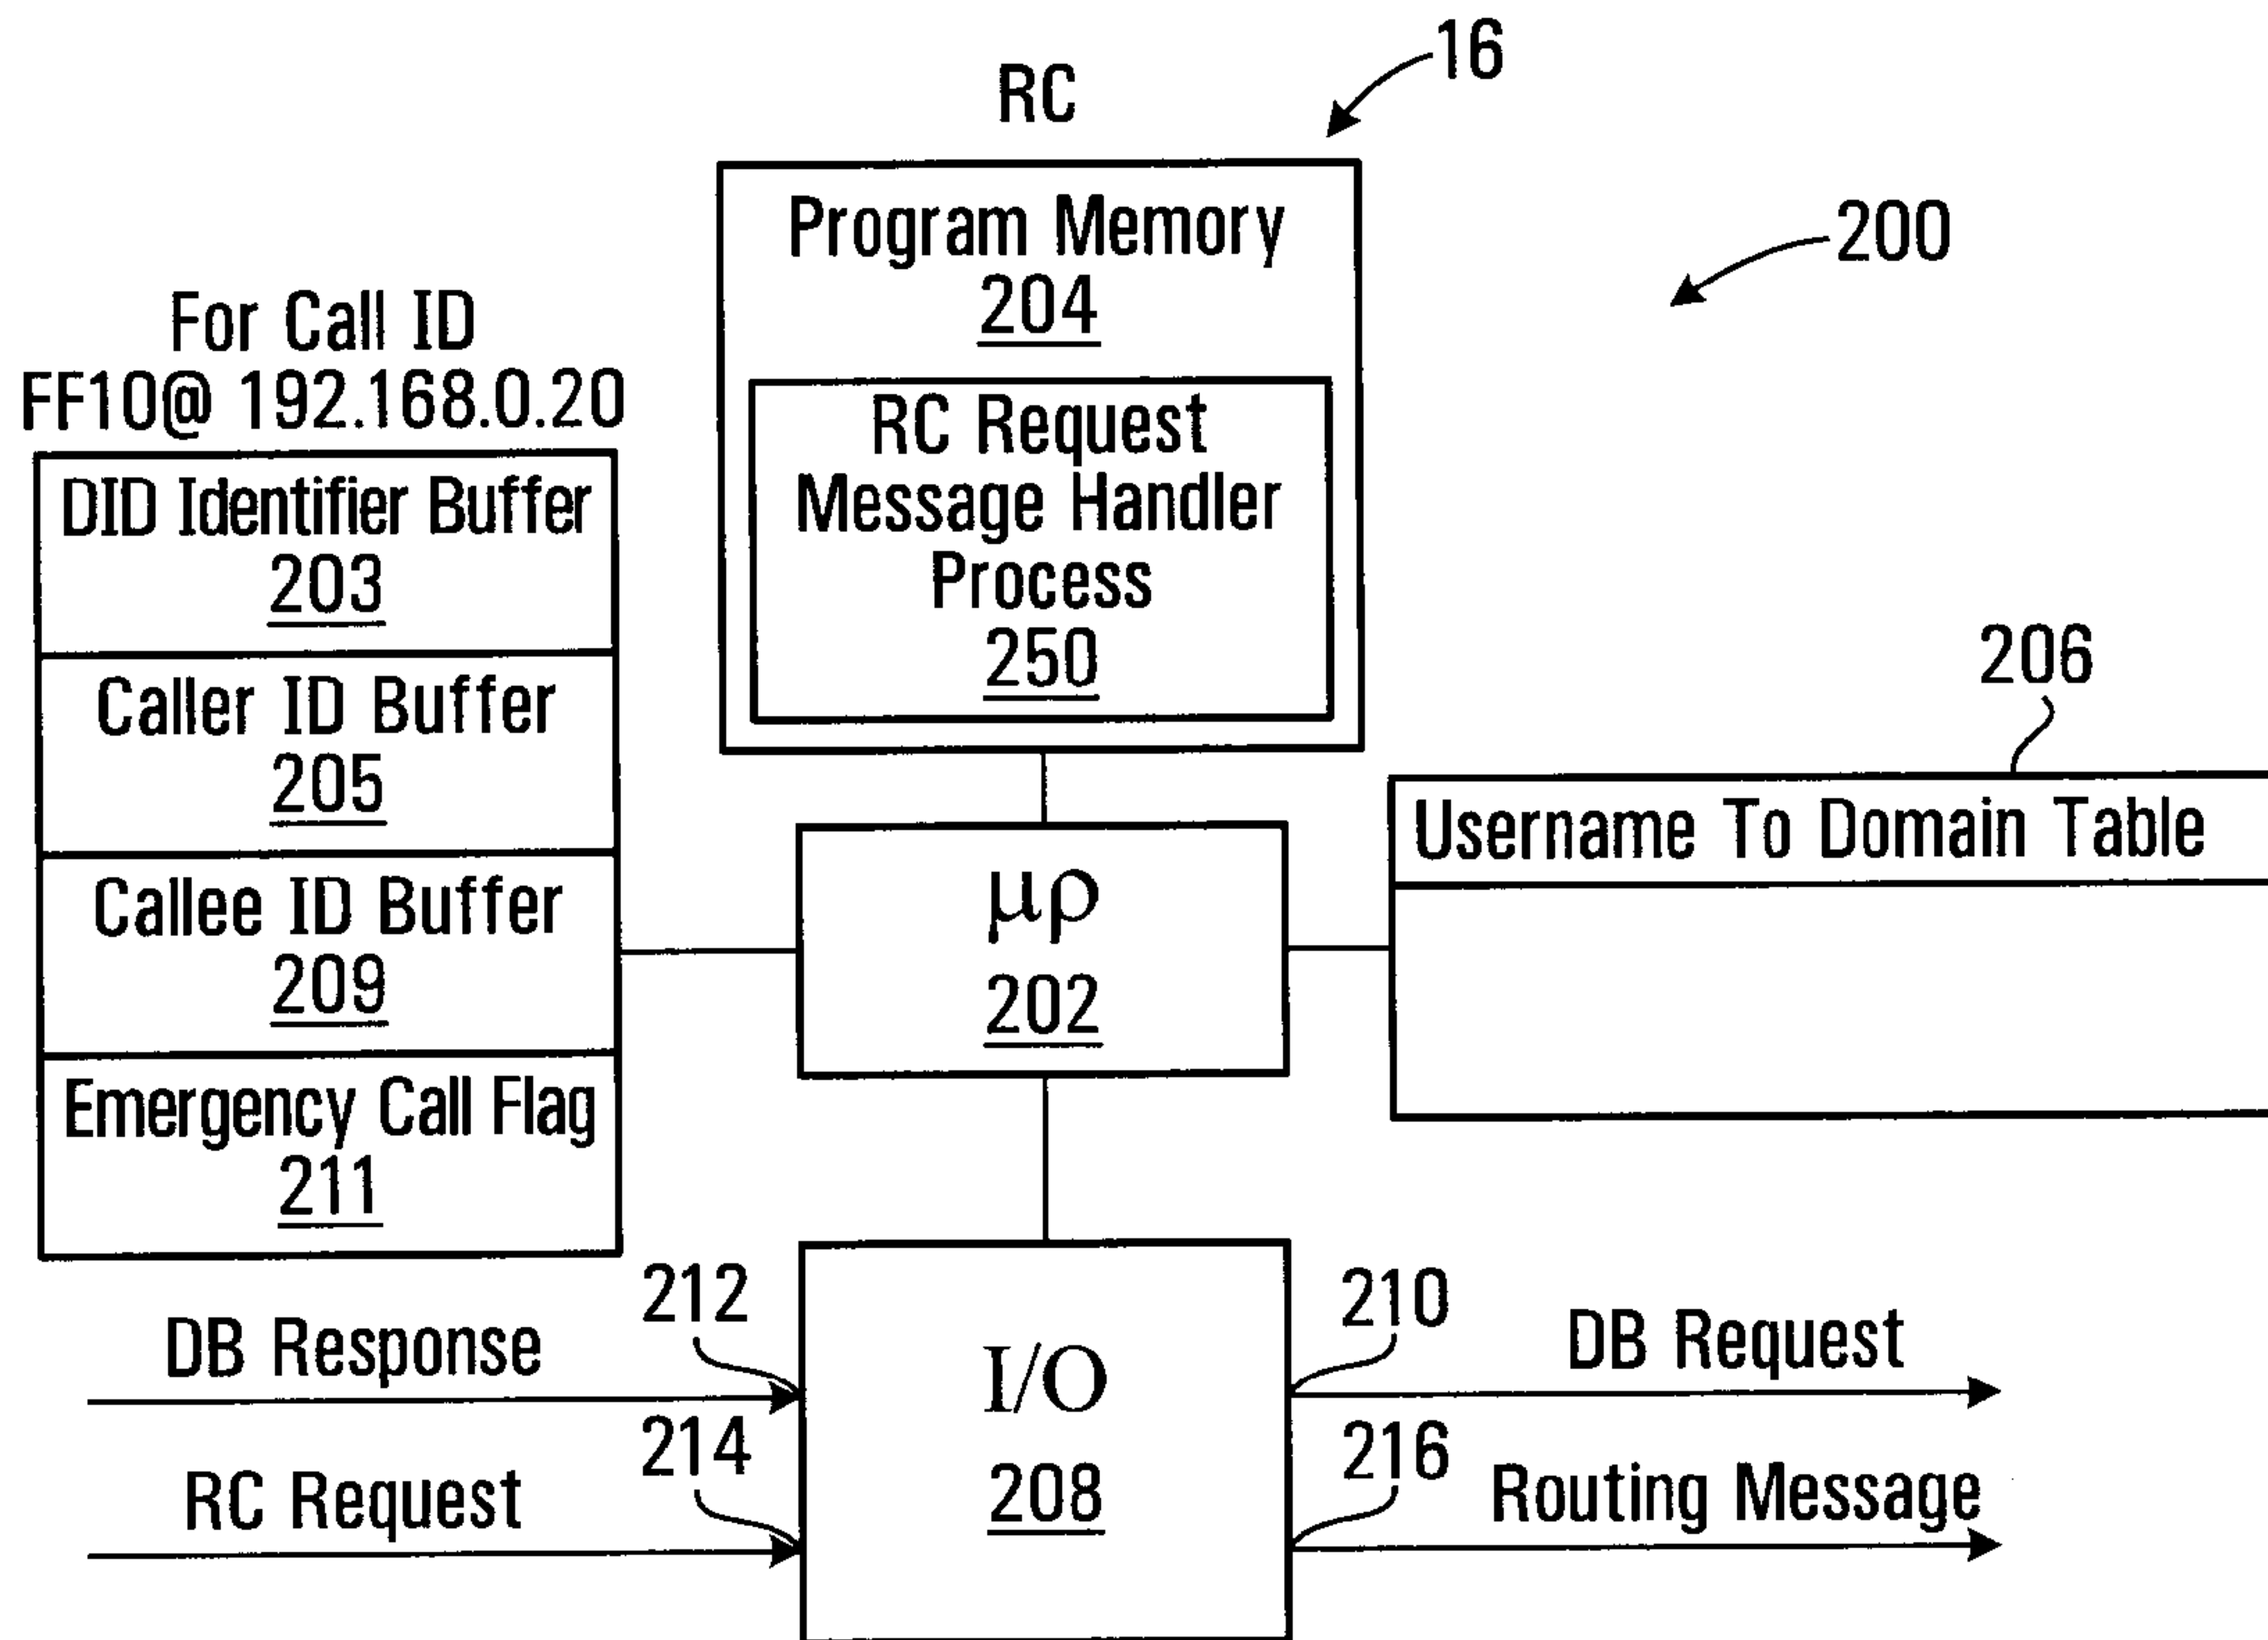 16
RC
Program Memory
204
200
For Call ID
FF10@ 192.168.0.20
RC Request
Message Handler
Process
250
DID Identifier Buffer
203
Caller ID Buffer
205
Callee ID Buffer
209
Emergency Call Flag
211
206
Username To Domain Table
μρ
202
212
DB Response
214
RC Request
I/O
208
210
DB Request
216
Routing Message